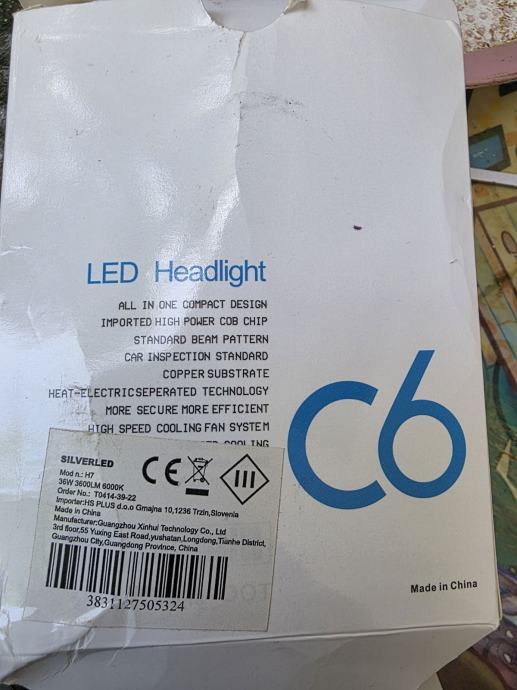 LED Headlight
ALL IN ONE COMPACT DESIGN
IMPORTED HIGH POWER COB CHIP
STANDARD BEAM PATTERN
CAR INSPECTION STANDARD
COPPER SUBSTRATE
HEAT-ELECTRICSEPERATED TECHNOLOGY
MORE SECURE MORE EFFICIENT
HIGH SPEED COOLING FAN SYSTEM
COOLING
C6
SILVERLED
Mod n.: H7
36W 3600LM 6000K
Order No.: T0414-39-22
Importer:HS PLUS d.o.o Gmajna 10,1236 Trzin,Slovenia
Made in China
Manufacturer:Guangzhou Xinhui Technology Co., Ltd
3rd floor,55 Yuxing East Road,yushatan,Longdong,Tianhe District,
Guangzhou City,Guangdong Province, China
CE
III
3831127505324
Made in China